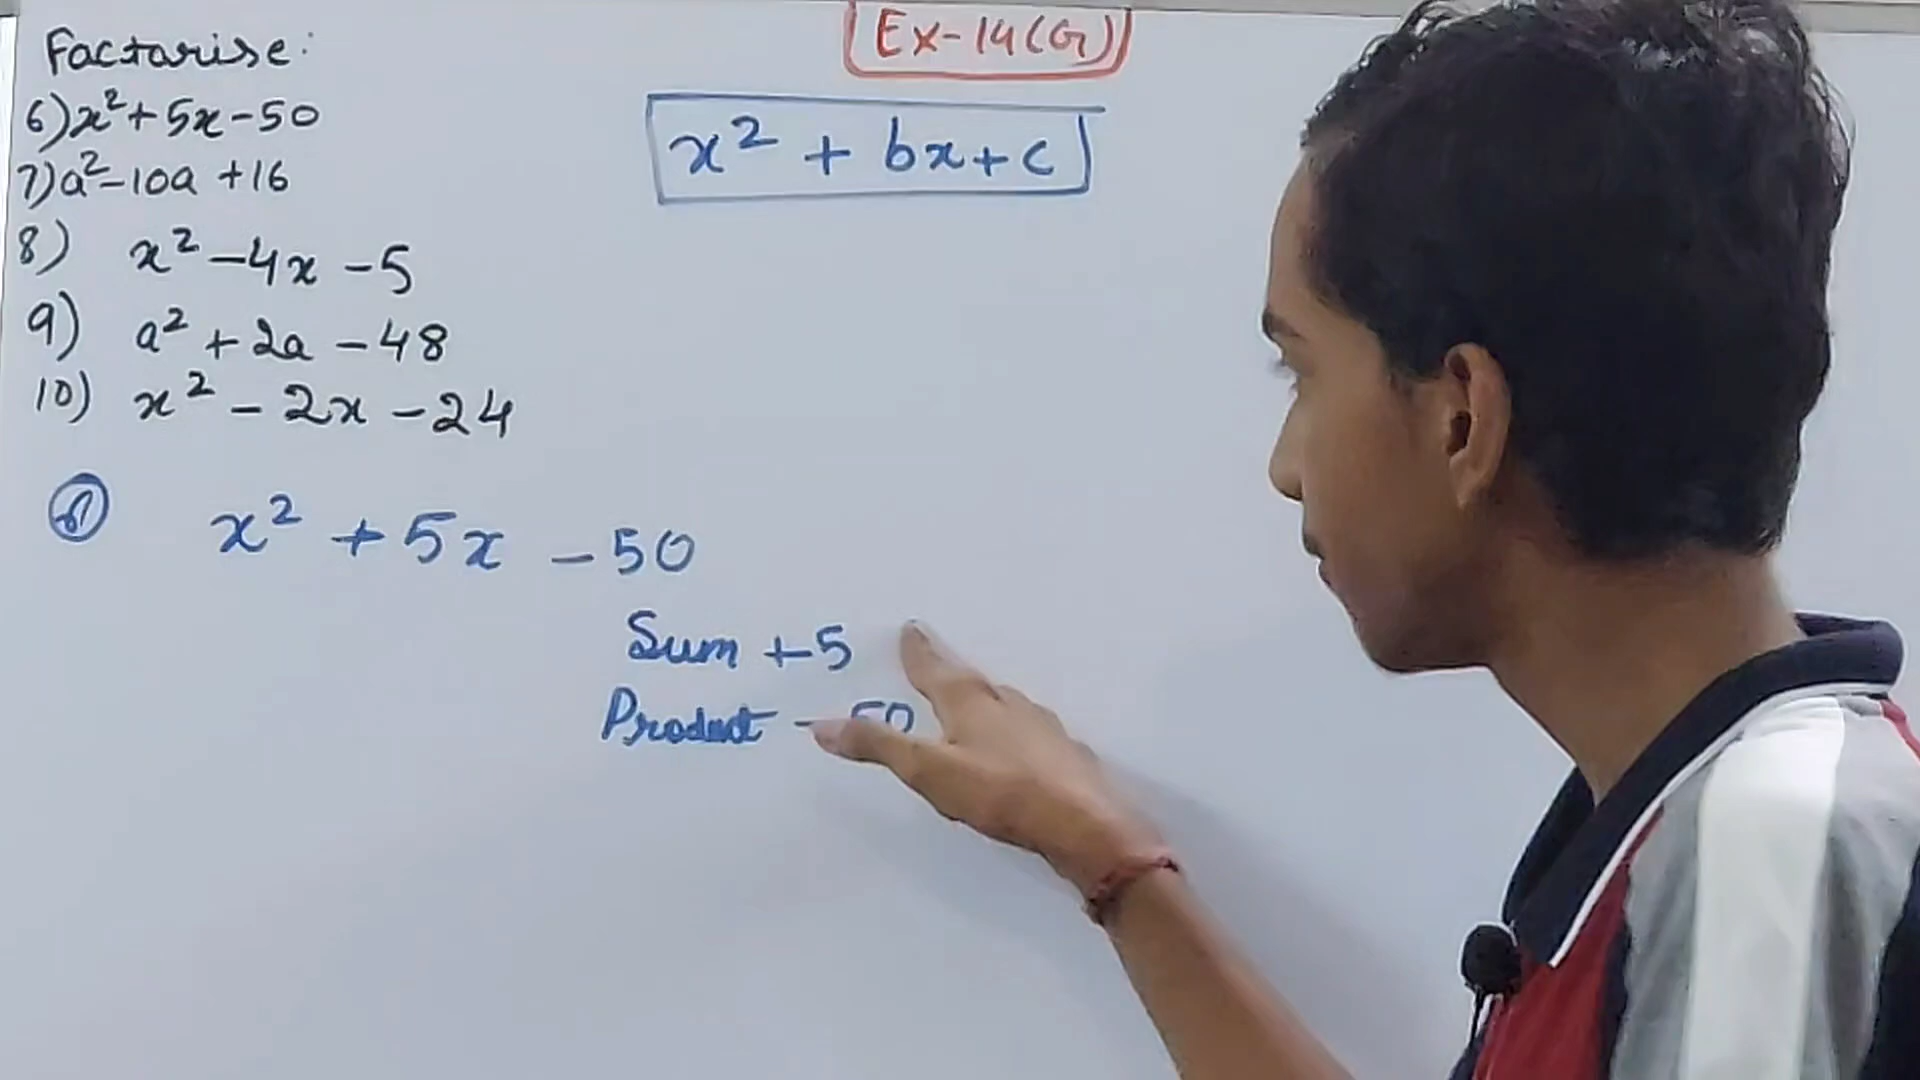 Ex-14(G)
Factorise:
6) x² + 5x - 50
7) a² - 10a + 16
8) x² - 4x - 5
9) a² + 2a - 48
10) x² - 2x - 24
x² + bx + c
6) x² + 5x - 50
Sum +5
Product - 50